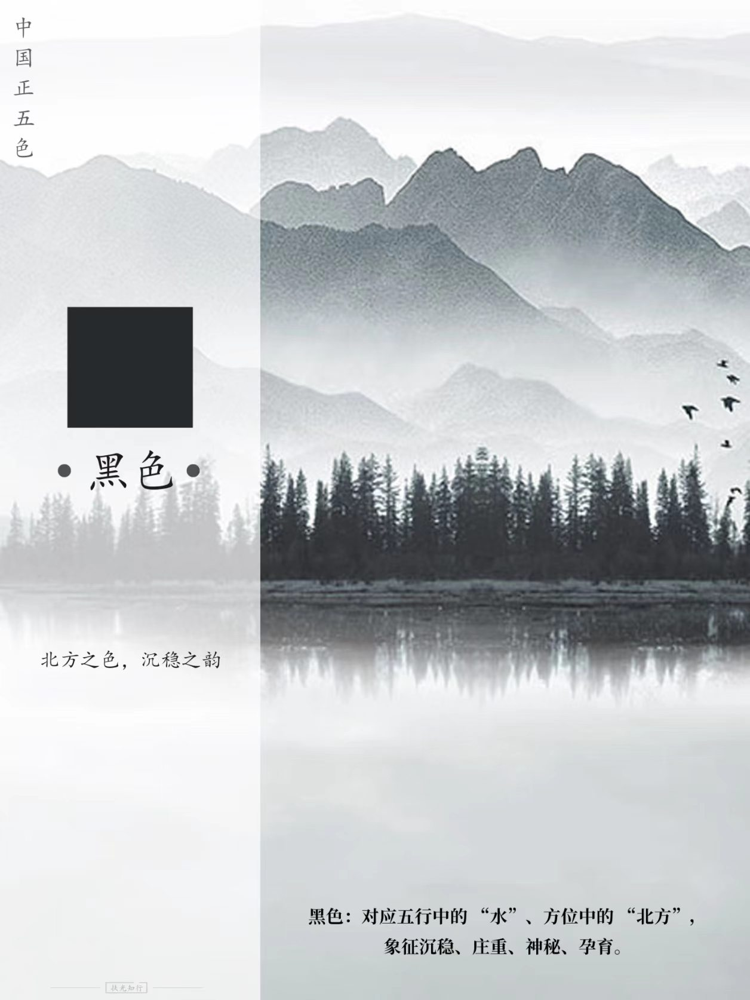 中国正五色
黑色
北方之色，沉稳之韵
黑色：对应五行中的“水”、方位中的“北方”，
象征沉稳、庄重、神秘、孕育。
扶光知行